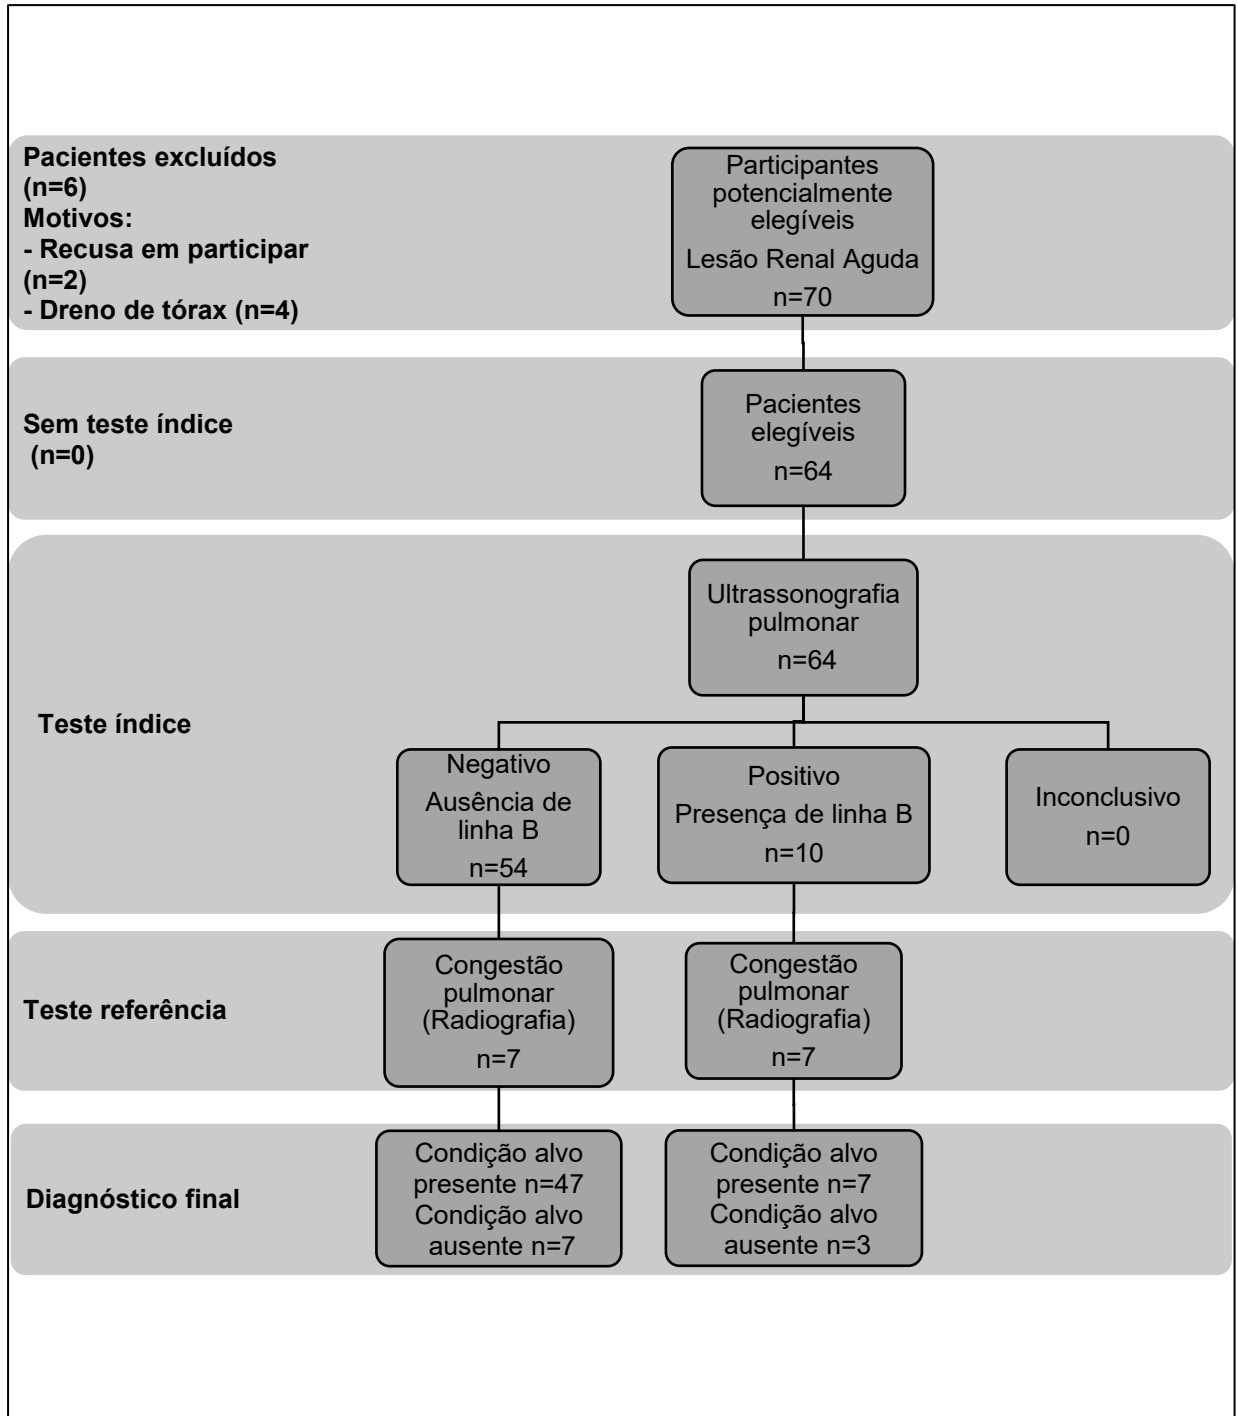 Pacientes excluídos
(n=6)
Motivos:
- Recusa em participar
(n=2)
- Dreno de tórax (n=4)
Participantes
potencialmente
elegíveis
Lesão Renal Aguda
n=70
Sem teste índice
(n=0)
Pacientes
elegíveis
n=64
Teste índice
Ultrassonografia
pulmonar
n=64
Negativo
Ausência de
linha B
n=54
Positivo
Presença de linha B
n=10
Inconclusivo
n=0
Teste referência
Congestão
pulmonar
(Radiografia)
n=7
Congestão
pulmonar
(Radiografia)
n=7
Diagnóstico final
Condição alvo
presente n=47
Condição alvo
ausente n=7
Condição alvo
presente n=7
Condição alvo
ausente n=3